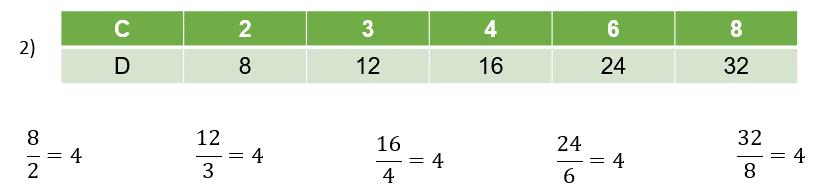 2)
C 2 3 4 6 8
D 8 12 16 24 32
8/2 = 4 12/3 = 4 16/4 = 4 24/6 = 4 32/8 = 4